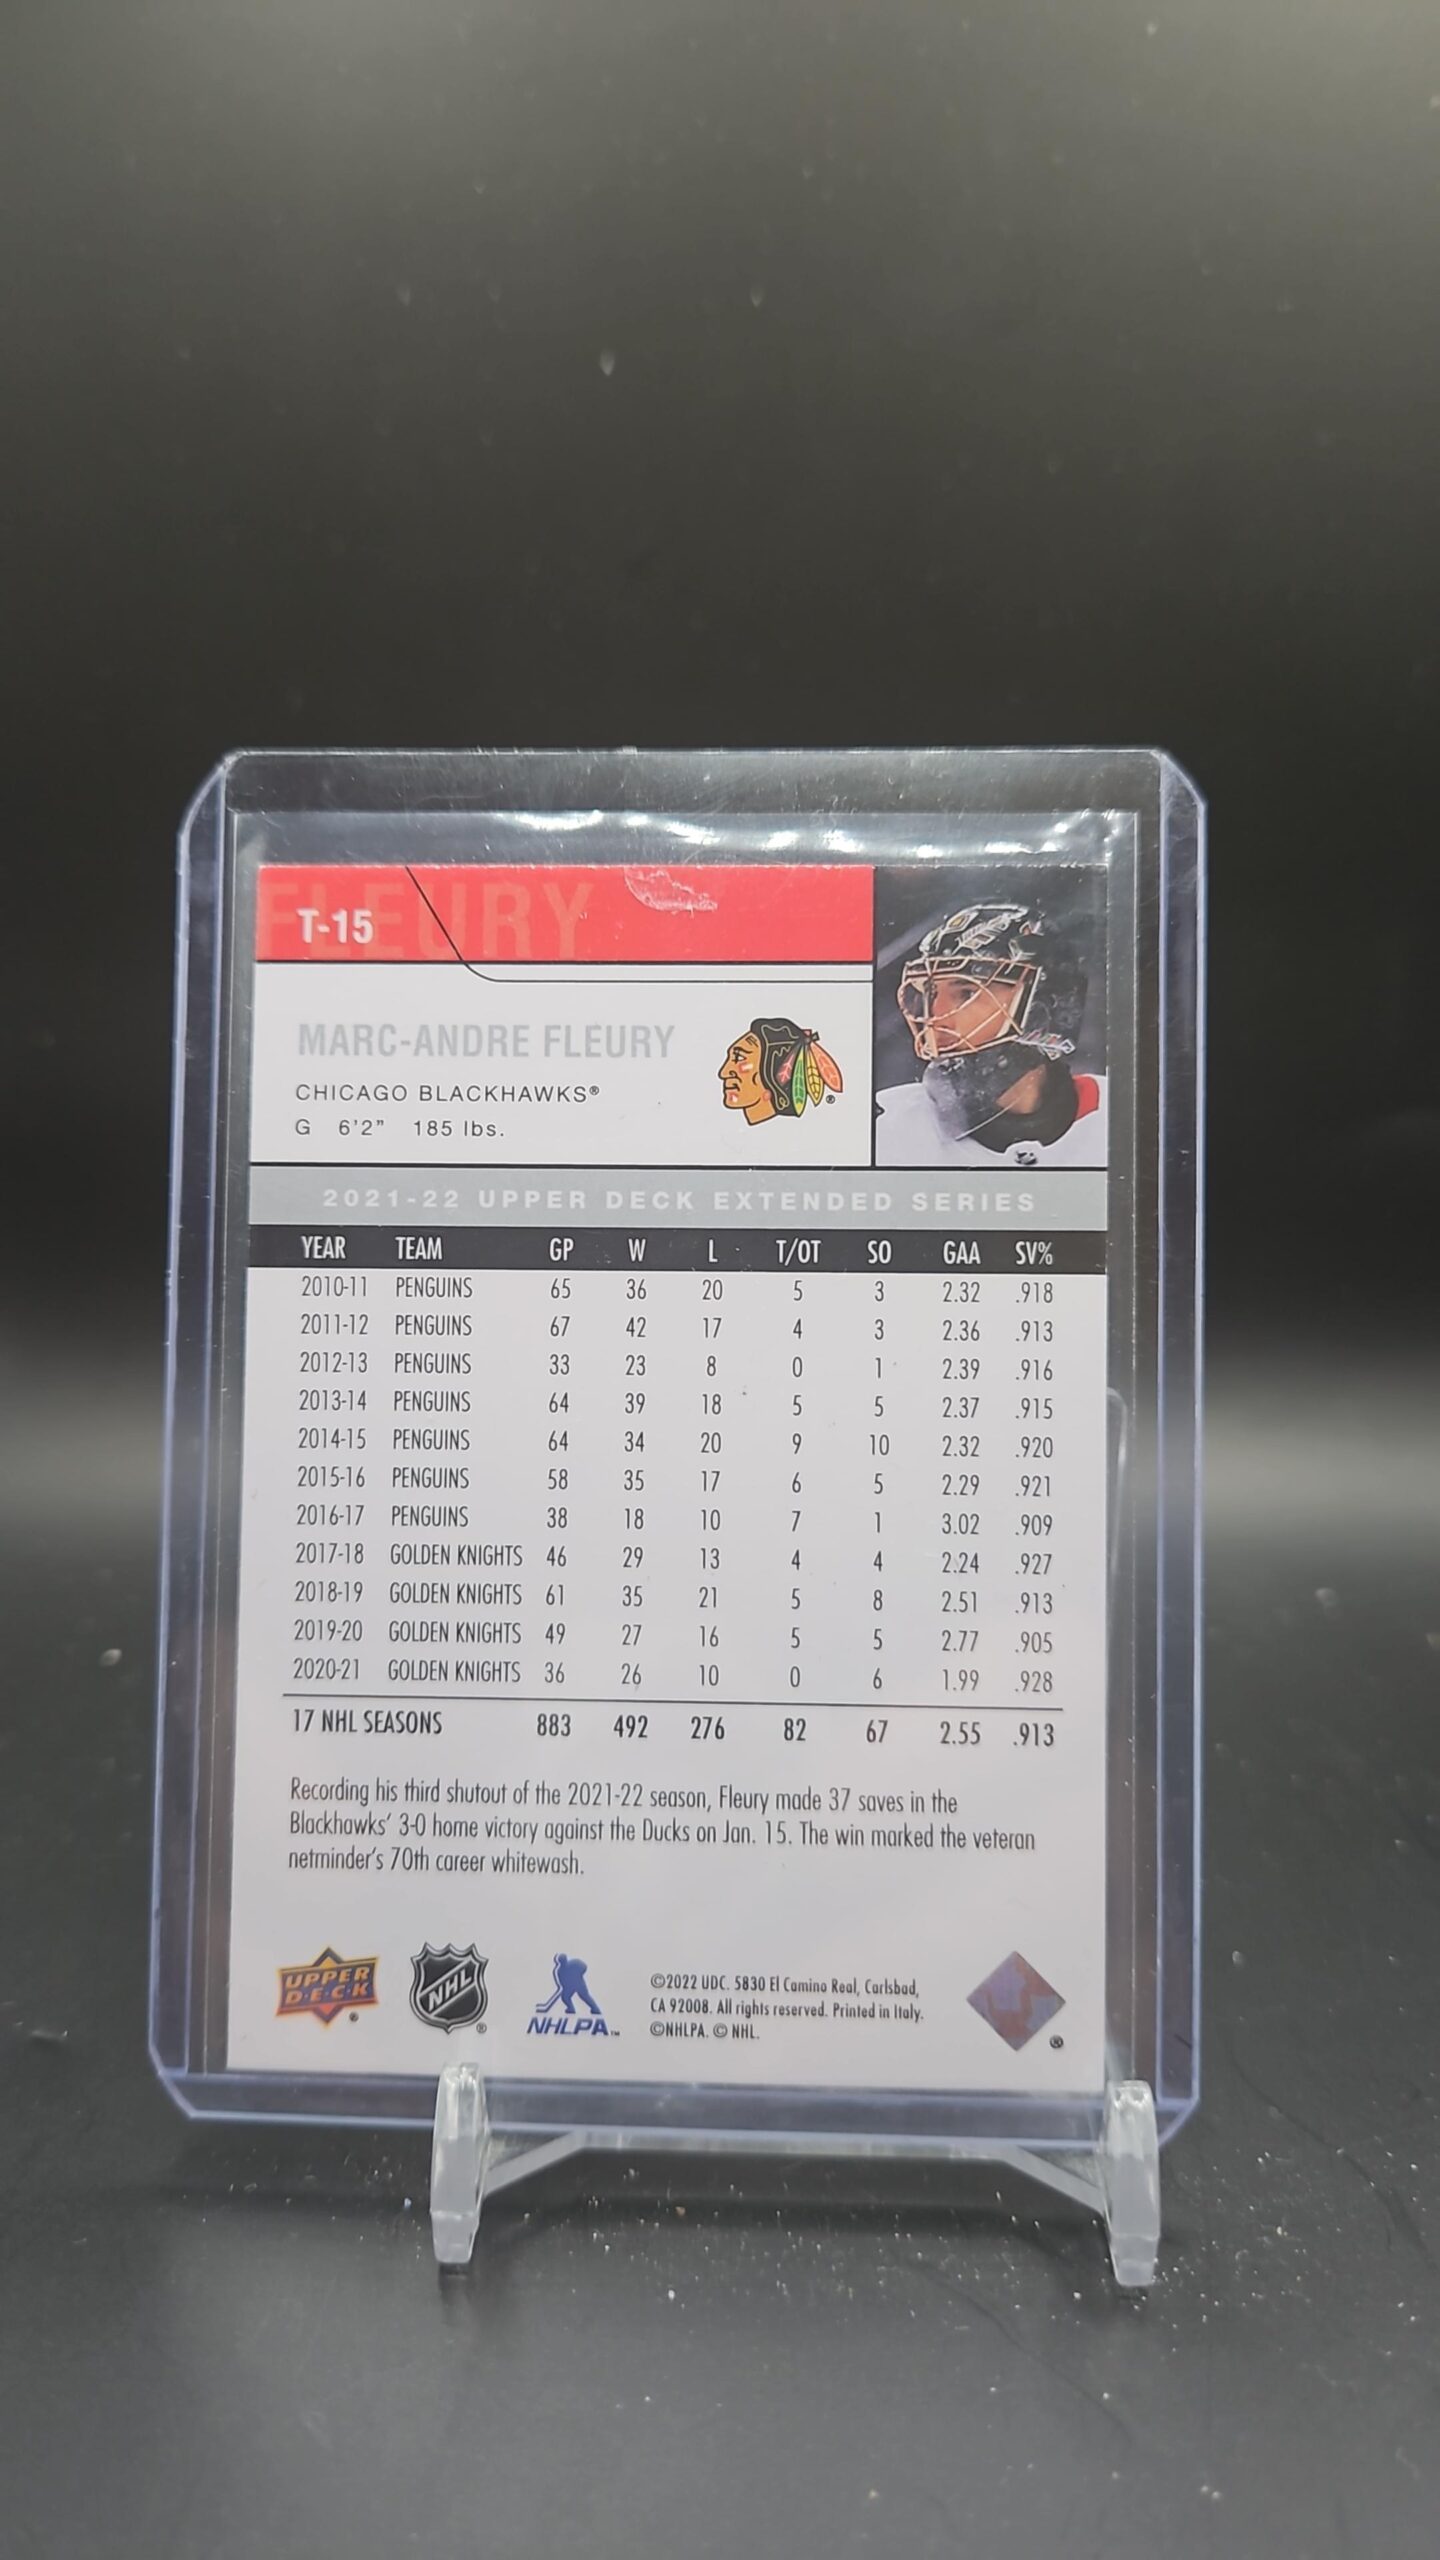 FLEURY
T-15
MARC-ANDRE FLEURY
CHICAGO BLACKHAWKS®
G 6'2" 185 lbs.
2021-22 UPPER DECK EXTENDED SERIES
YEAR TEAM GP W L T/OT SO GAA SV%
2010-11 PENGUINS 65 36 20 5 3 2.32 .918
2011-12 PENGUINS 67 42 17 4 3 2.36 .913
2012-13 PENGUINS 33 23 8 0 1 2.39 .916
2013-14 PENGUINS 64 39 18 5 5 2.37 .915
2014-15 PENGUINS 64 34 20 9 10 2.32 .920
2015-16 PENGUINS 58 35 17 6 5 2.29 .921
2016-17 PENGUINS 38 18 10 7 1 3.02 .909
2017-18 GOLDEN KNIGHTS 46 29 13 4 4 2.24 .927
2018-19 GOLDEN KNIGHTS 61 35 21 5 8 2.51 .913
2019-20 GOLDEN KNIGHTS 49 27 16 5 5 2.77 .905
2020-21 GOLDEN KNIGHTS 36 26 10 0 6 1.99 .928
17 NHL SEASONS 883 492 276 82 67 2.55 .913
Recording his third shutout of the 2021-22 season, Fleury made 37 saves in the
Blackhawks' 3-0 home victory against the Ducks on Jan. 15. The win marked the veteran
netminder's 70th career whitewash.
UPPER
D·E·C·K
®
NHL
®
NHLPA™
©2022 UDC. 5830 El Camino Real, Carlsbad,
CA 92008. All rights reserved. Printed in Italy.
©NHLPA. © NHL.
®